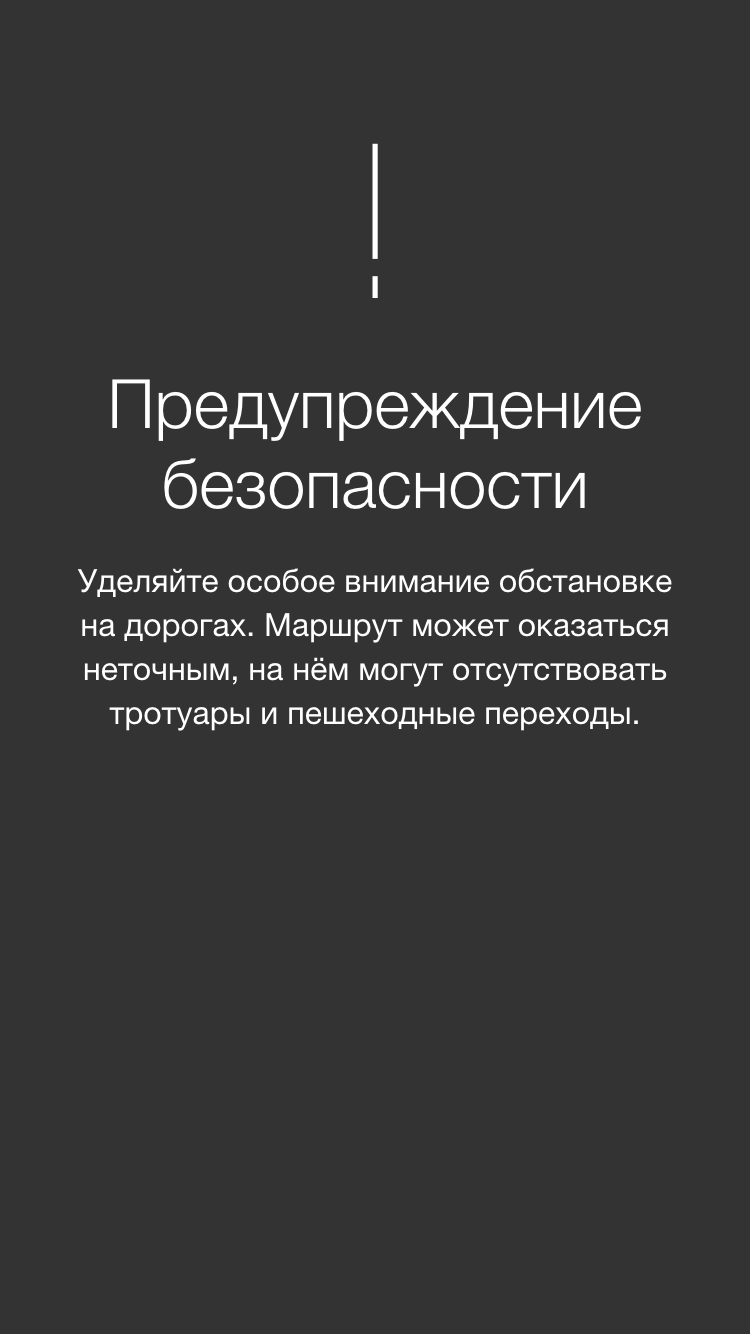 Предупреждение
безопасности
Уделяйте особое внимание обстановке
на дорогах. Маршрут может оказаться
неточным, на нём могут отсутствовать
тротуары и пешеходные переходы.